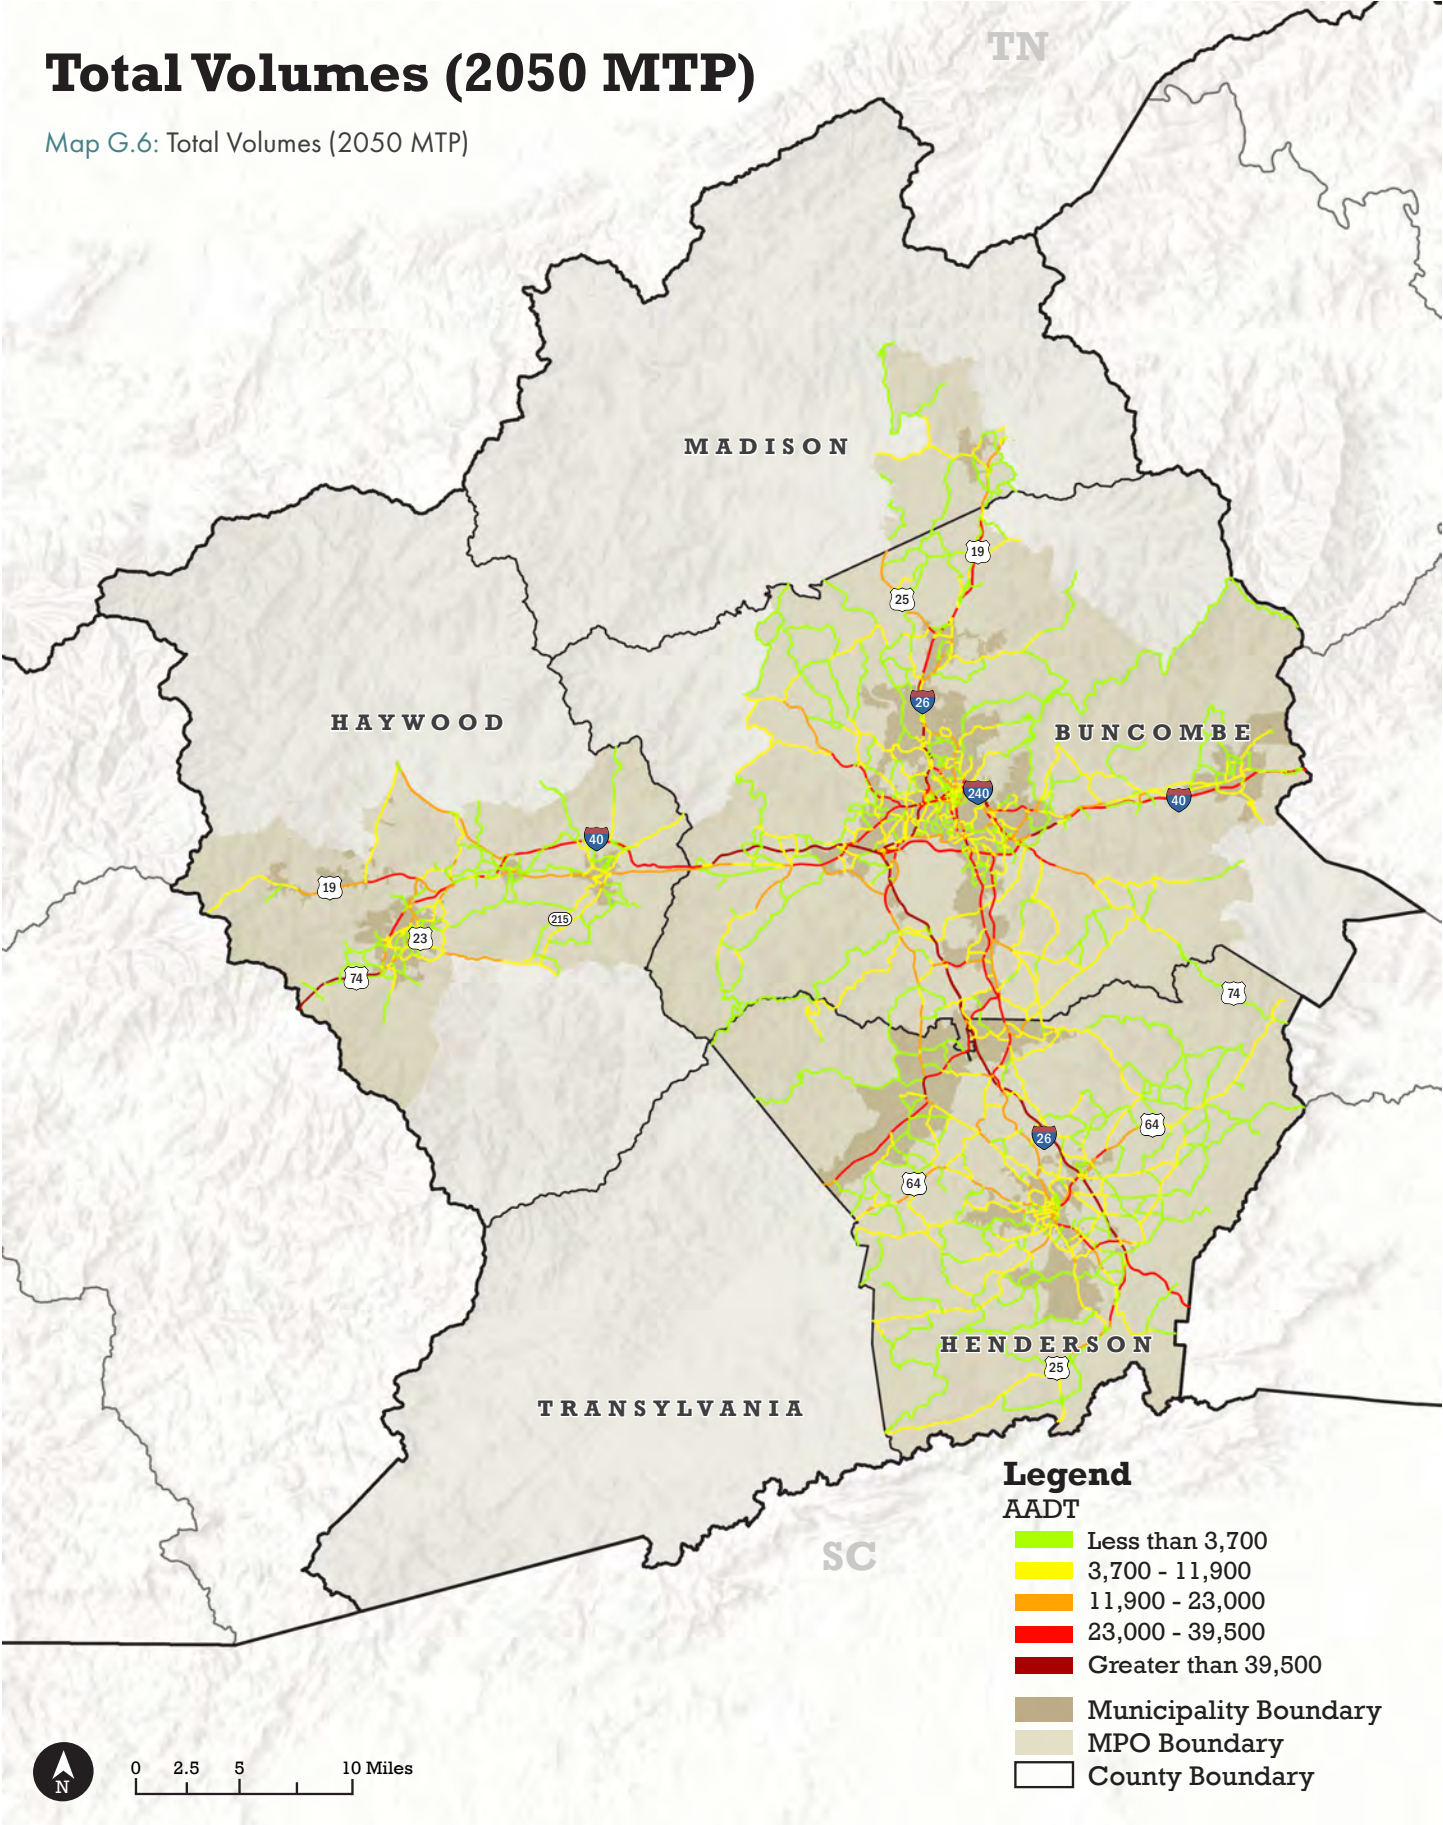 Total Volumes (2050 MTP)
Map G.6: Total Volumes (2050 MTP)
TN
MADISON
19
25
26
HAYWOOD
BUNCOMBE
240
40
40
19
215
23
74
74
64
26
64
HENDERSON
25
TRANSYLVANIA
SC
Legend
AADT
Less than 3,700
3,700 - 11,900
11,900 - 23,000
23,000 - 39,500
Greater than 39,500
Municipality Boundary
MPO Boundary
County Boundary
N
0 2.5 5 10 Miles